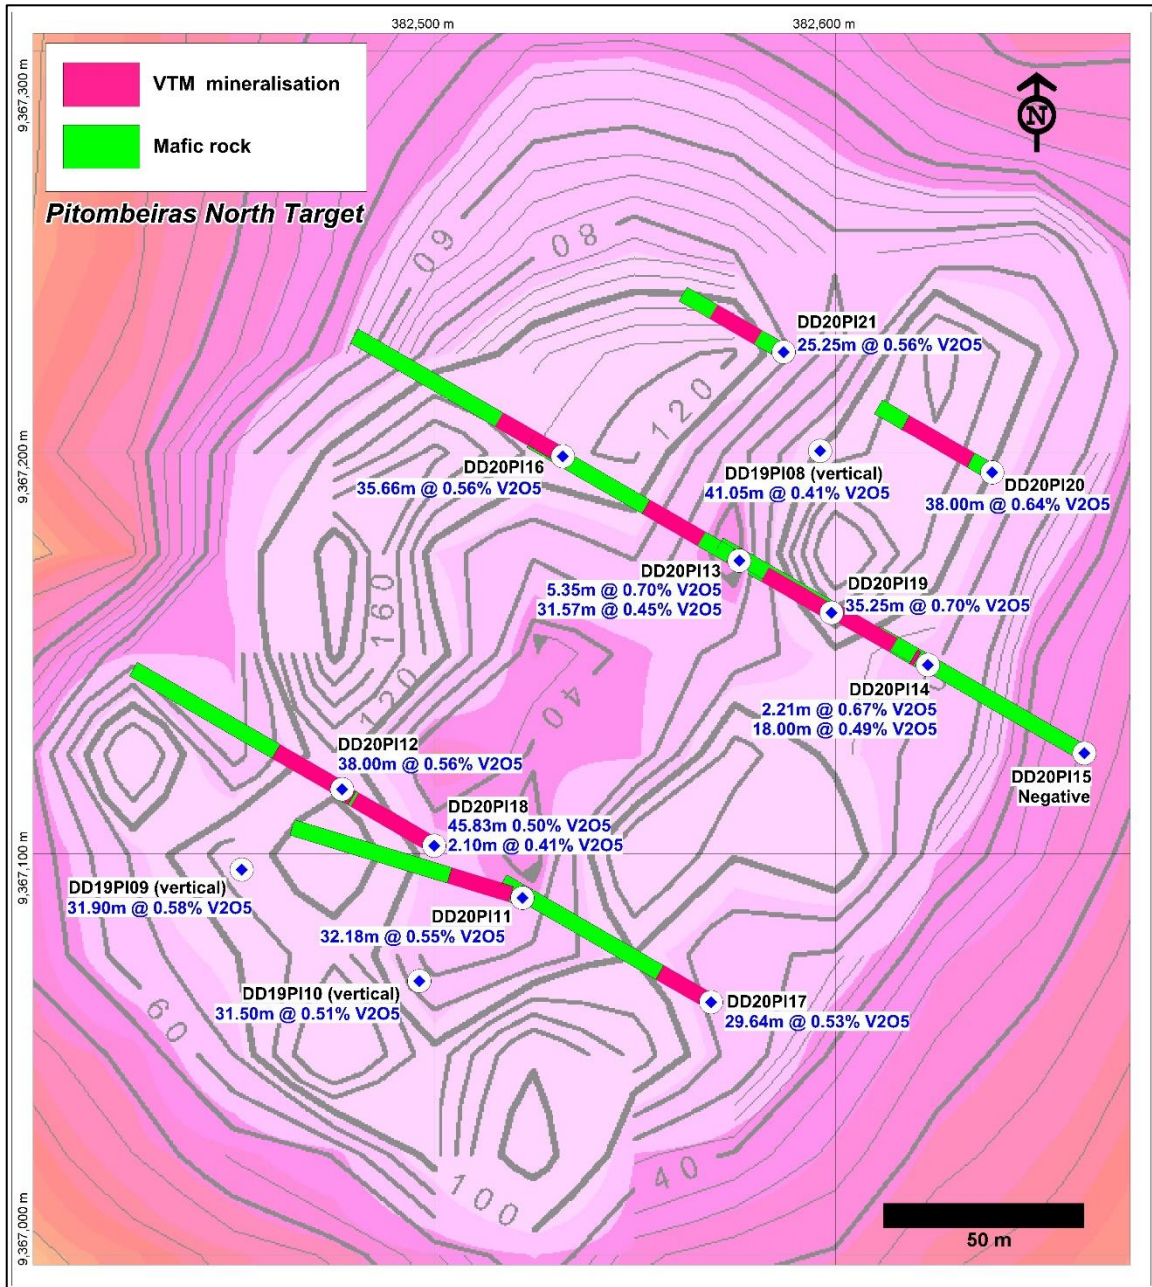 382,500 m
382,600 m
VTM mineralisation
Mafic rock
Pitombeiras North Target
N
9,367,300 m
60
80
DD20PI21
25.25m @ 0.56% V2O5
120
9,367,200 m
DD20PI16
35.66m @ 0.56% V2O5
DD19PI08 (vertical)
41.05m @ 0.41% V2O5
DD20PI20
38.00m @ 0.64% V2O5
DD20PI13
5.35m @ 0.70% V2O5
31.57m @ 0.45% V2O5
DD20PI19
35.25m @ 0.70% V2O5
160
120
40
DD20PI14
2.21m @ 0.67% V2O5
18.00m @ 0.49% V2O5
DD20PI12
38.00m @ 0.56% V2O5
DD20PI15
Negative
DD20PI18
45.83m 0.50% V2O5
2.10m @ 0.41% V2O5
9,367,100 m
DD19PI09 (vertical)
31.90m @ 0.58% V2O5
DD20PI11
32.18m @ 0.55% V2O5
DD19PI10 (vertical)
31.50m @ 0.51% V2O5
DD20PI17
29.64m @ 0.53% V2O5
60
40
100
9,367,000 m
50 m